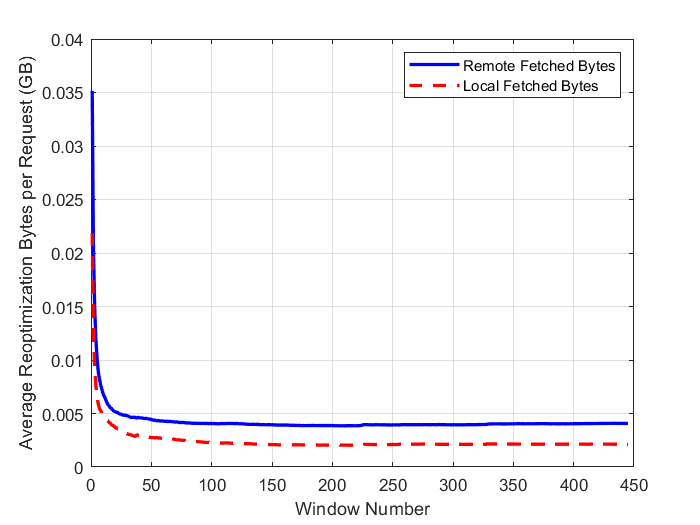 0.04
0.035
0.03
0.025
0.02
0.015
0.01
0.005
0
Average Reoptimization Bytes per Request (GB)
Remote Fetched Bytes
Local Fetched Bytes
0 50 100 150 200 250 300 350 400 450
Window Number